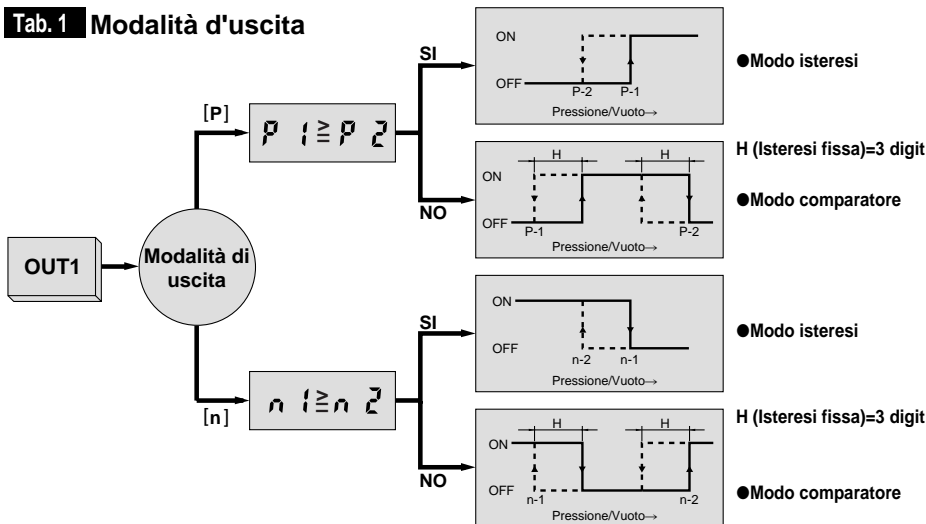 Tab. 1 Modalità d'uscita
OUT1
Modalità di
uscita
[P]
P 1≧P 2
SI
ON
OFF
P-2 P-1
Pressione/Vuoto→
●Modo isteresi
NO
H H
ON
OFF
P-1 P-2
Pressione/Vuoto→
H (Isteresi fissa)=3 digit
●Modo comparatore
[n]
n 1≧n 2
SI
ON
OFF
n-2 n-1
Pressione/Vuoto→
●Modo isteresi
NO
H H
ON
OFF
n-1 n-2
Pressione/Vuoto→
H (Isteresi fissa)=3 digit
●Modo comparatore